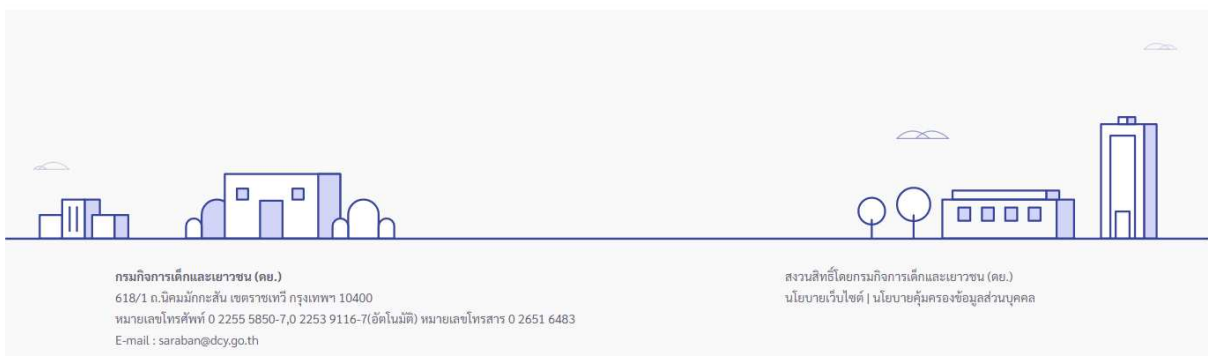 กรมกิจการเด็กและเยาวชน (ดย.)
618/1 ถ.นิคมมักกะสัน เขตราชเทวี กรุงเทพฯ 10400
หมายเลขโทรศัพท์ 0 2255 5850-7,0 2253 9116-7(อัตโนมัติ) หมายเลขโทรสาร 0 2651 6483
E-mail : saraban@dcy.go.th
สงวนสิทธิ์โดยกรมกิจการเด็กและเยาวชน (ดย.)
นโยบายเว็บไซต์ | นโยบายคุ้มครองข้อมูลส่วนบุคคล